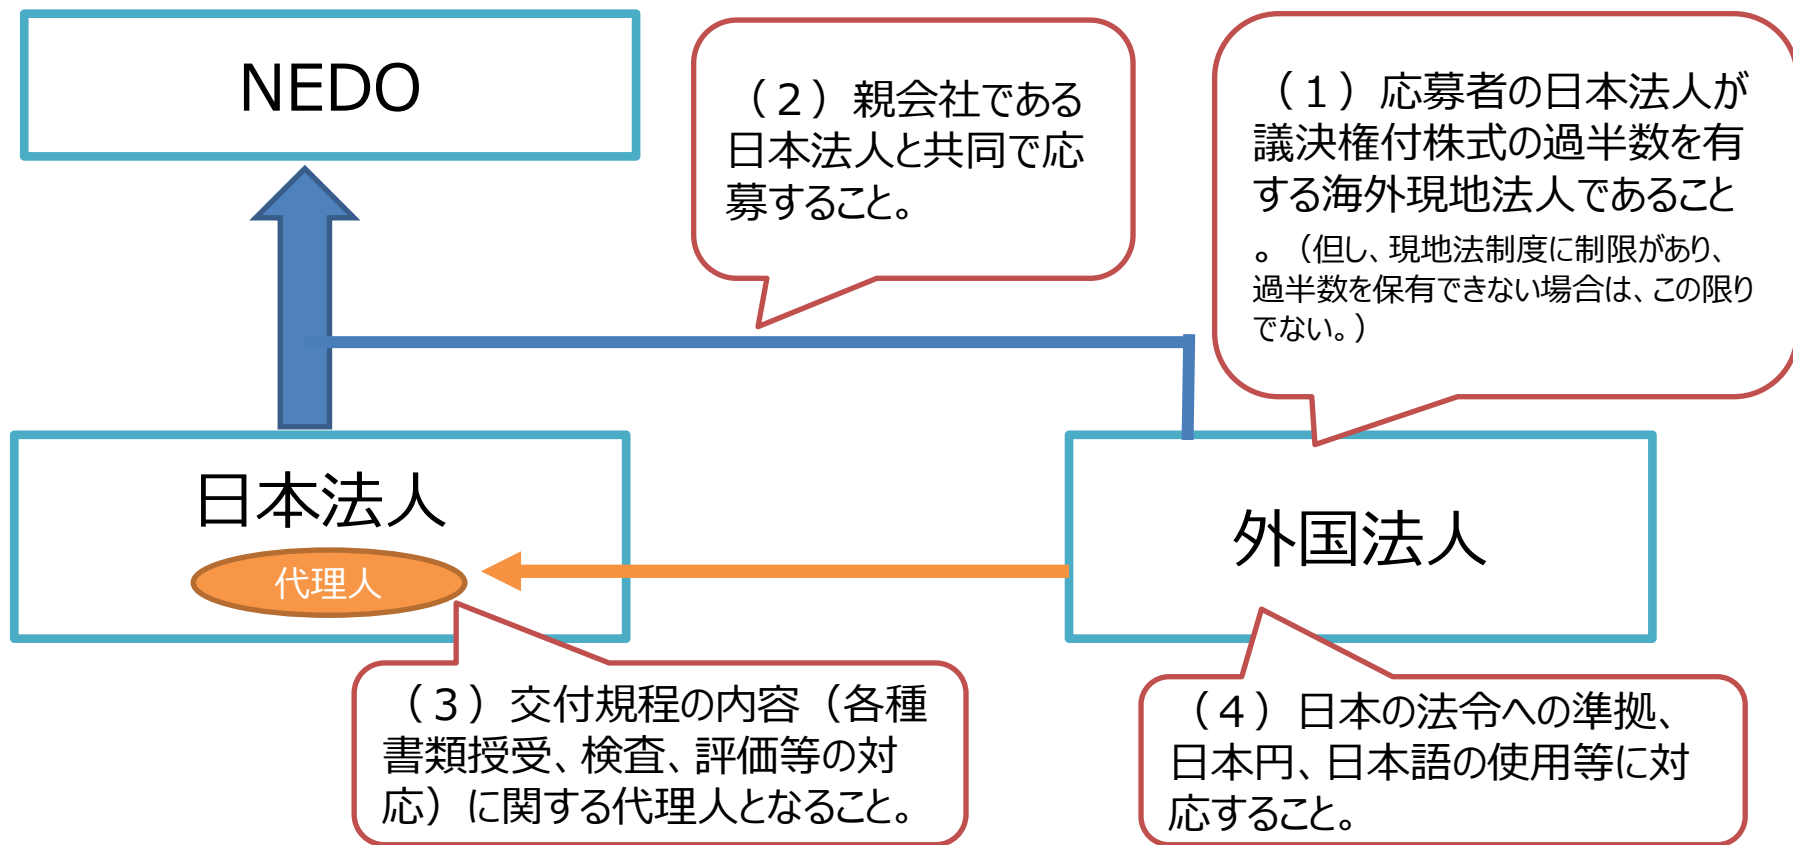 NEDO
（２）親会社である
日本法人と共同で応
募すること。
（１）応募者の日本法人が
議決権付株式の過半数を有
する海外現地法人であること
。（但し、現地法制度に制限があり、
過半数を保有できない場合は、この限り
でない。）
日本法人
代理人
外国法人
（３）交付規程の内容（各種
書類授受、検査、評価等の対
応）に関する代理人となること。
（４）日本の法令への準拠、
日本円、日本語の使用等に対
応すること。